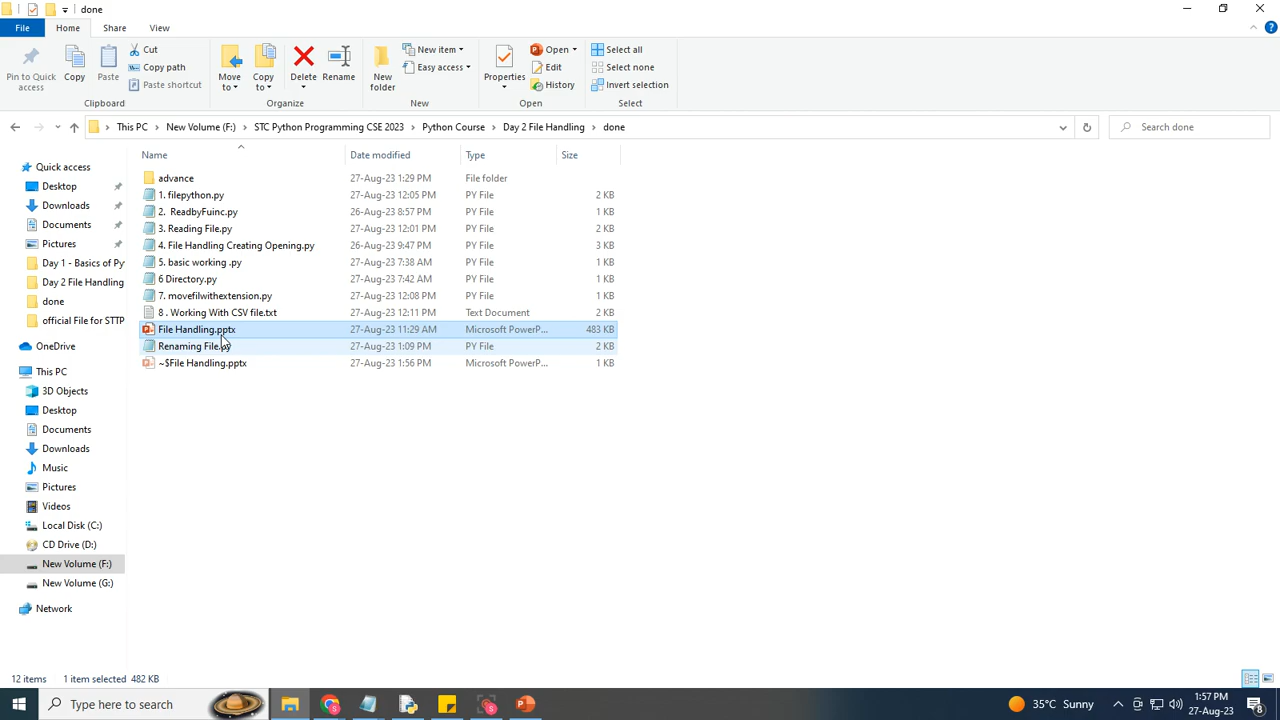 done
File Home Share View
Pin to Quick access
Copy
Paste
Cut
Copy path
Paste shortcut
Clipboard
Move to
Copy to
Delete
Rename
Organize
New folder
New item
Easy access
New
Properties
Open
Edit
History
Open
Select all
Select none
Invert selection
Select
This PC > New Volume (F:) > STC Python Programming CSE 2023 > Python Course > Day 2 File Handling > done
Search done
Name Date modified Type Size
Quick access
Desktop
Downloads
Documents
Pictures
Day 1 - Basics of Py
Day 2 File Handling
done
official File for STTP
OneDrive
This PC
3D Objects
Desktop
Documents
Downloads
Music
Pictures
Videos
Local Disk (C:)
CD Drive (D:)
New Volume (F:)
New Volume (G:)
Network
advance 27-Aug-23 1:29 PM File folder
1. filepython.py 27-Aug-23 12:05 PM PY File 2 KB
2. ReadbyFuinc.py 26-Aug-23 8:57 PM PY File 1 KB
3. Reading File.py 27-Aug-23 12:01 PM PY File 2 KB
4. File Handling Creating Opening.py 26-Aug-23 9:47 PM PY File 3 KB
5. basic working .py 27-Aug-23 7:38 AM PY File 2 KB
6 Directory.py 27-Aug-23 7:42 AM PY File 1 KB
7. movefilwithextension.py 27-Aug-23 12:08 PM PY File 1 KB
8 . Working With CSV file.txt 27-Aug-23 12:11 PM Text Document 2 KB
File Handling.pptx 27-Aug-23 11:29 AM Microsoft PowerP... 483 KB
Renaming File.py 27-Aug-23 1:09 PM PY File 2 KB
~$File Handling.pptx 27-Aug-23 1:56 PM Microsoft PowerP... 1 KB
12 items 1 item selected 482 KB
Type here to search
35°C Sunny
1:57 PM
27-Aug-23
8